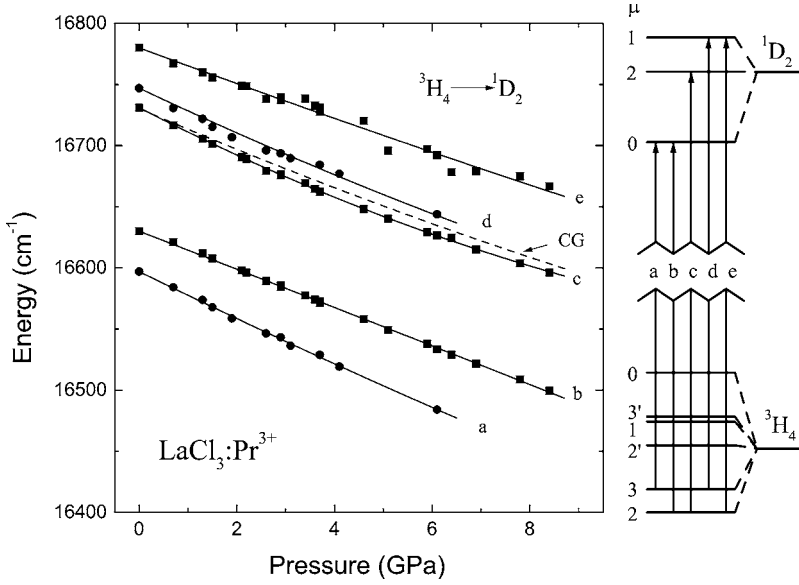 16800
16700
16600
16500
16400
Energy (cm⁻¹)
³H₄ ⟶ ¹D₂
e
d
CG
c
b
a
LaCl₃:Pr³⁺
0 2 4 6 8
Pressure (GPa)
μ
1
¹D₂
2
0
a b c d e
0
3'
³H₄
1
2'
3
2